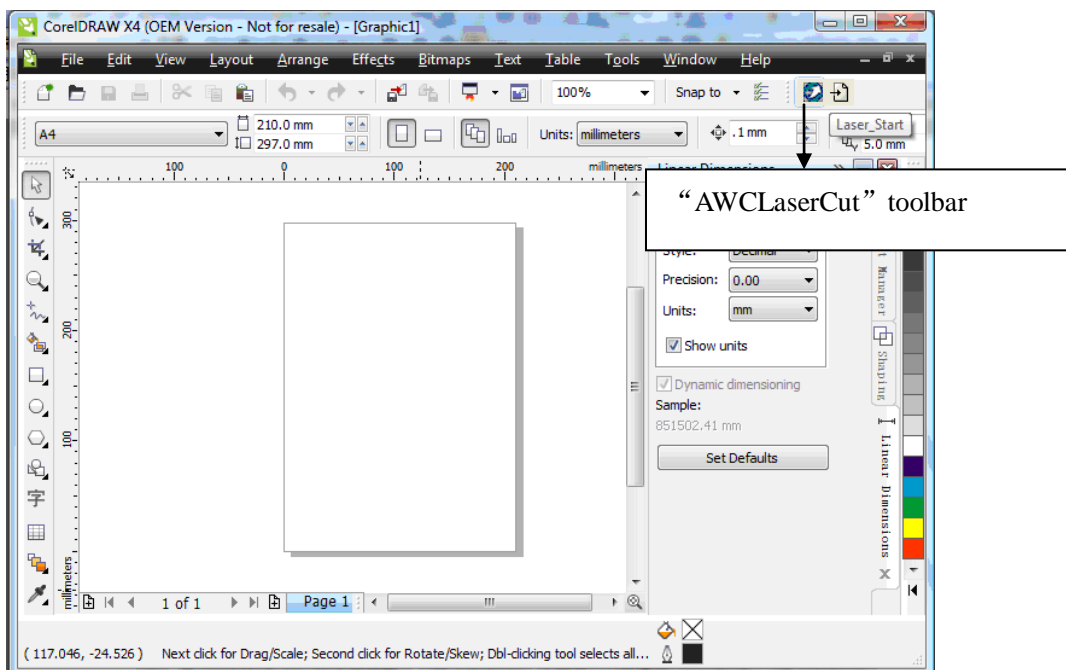 CorelDRAW X4 (OEM Version - Not for resale) - [Graphic1]
File Edit View Layout Arrange Effects Bitmaps Text Table Tools Window Help
100% Snap to
A4 210.0 mm 297.0 mm Units: millimeters .1 mm Laser_Start 5.0 mm
100 0 100 200 millimeters Linear Dimensions
“AWCLaserCut” toolbar
300
Style: Decimal
Precision: 0.00
Units: mm
200
Show units
Shaping
Dynamic dimensioning
Sample:
851502.41 mm
100
Set Defaults
Linear Dimensions
字
millimeters
1 of 1 Page 1
( 117.046, -24.526 ) Next click for Drag/Scale; Second click for Rotate/Skew; Dbl-clicking tool selects all...